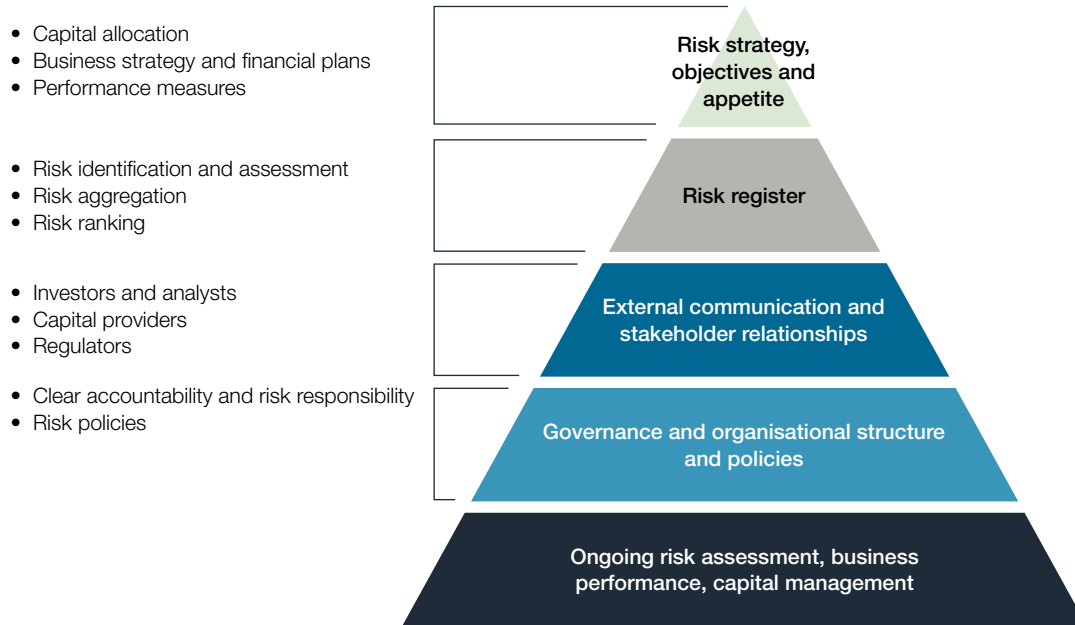 • Capital allocation
• Business strategy and financial plans
• Performance measures
Risk strategy,
objectives and
appetite
• Risk identification and assessment
• Risk aggregation
• Risk ranking
Risk register
• Investors and analysts
• Capital providers
• Regulators
External communication and
stakeholder relationships
• Clear accountability and risk responsibility
• Risk policies
Governance and organisational structure
and policies
Ongoing risk assessment, business
performance, capital management